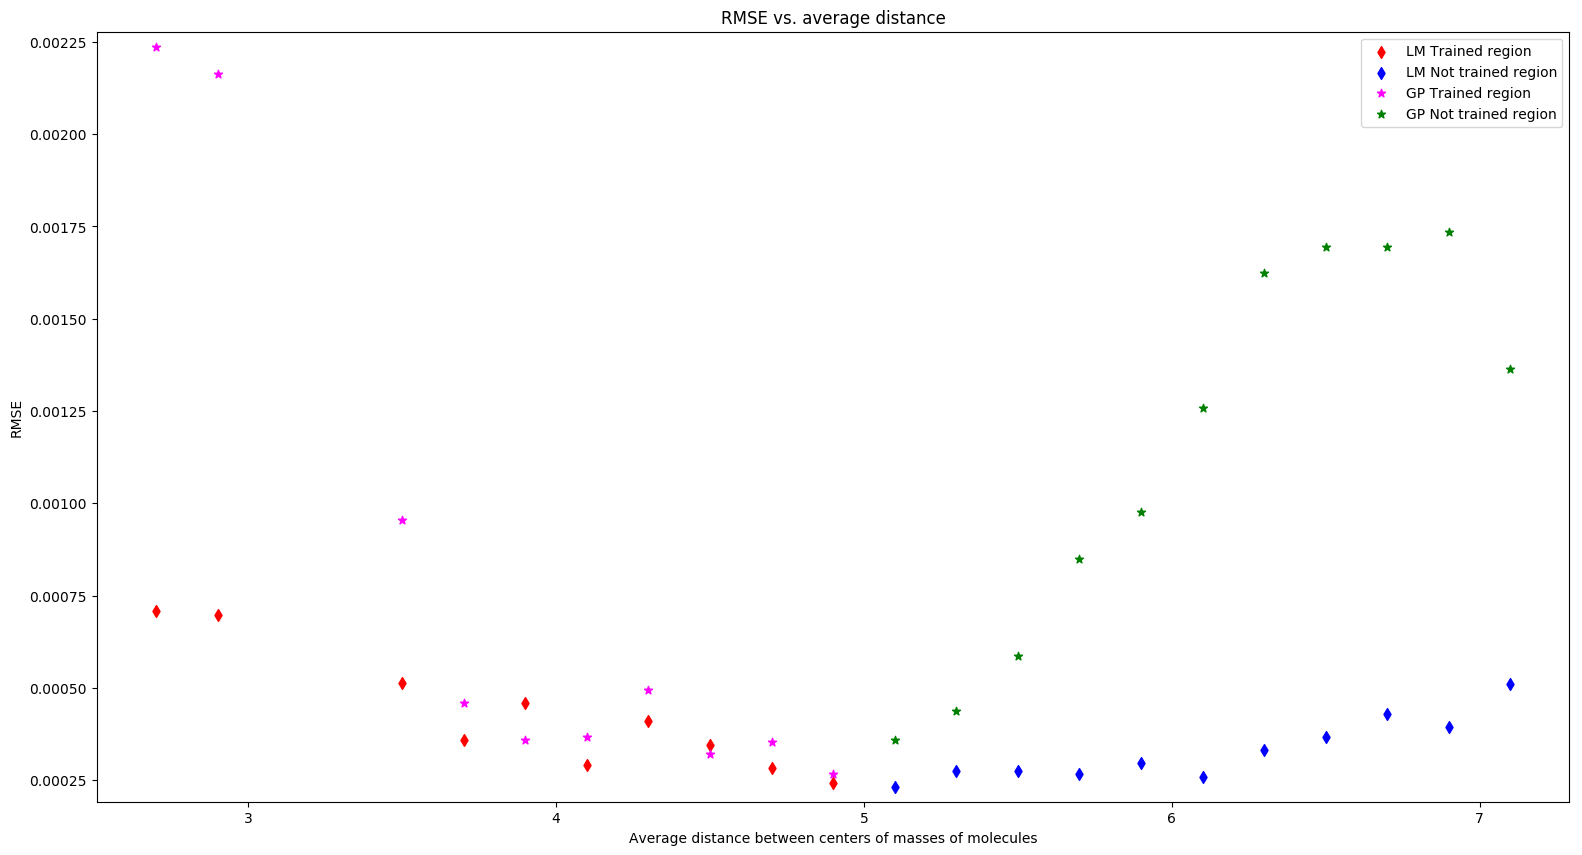 RMSE vs. average distance
0.00225
0.00200
0.00175
0.00150
0.00125
0.00100
0.00075
0.00050
0.00025
RMSE
LM Trained region
LM Not trained region
GP Trained region
GP Not trained region
3 4 5 6 7
Average distance between centers of masses of molecules